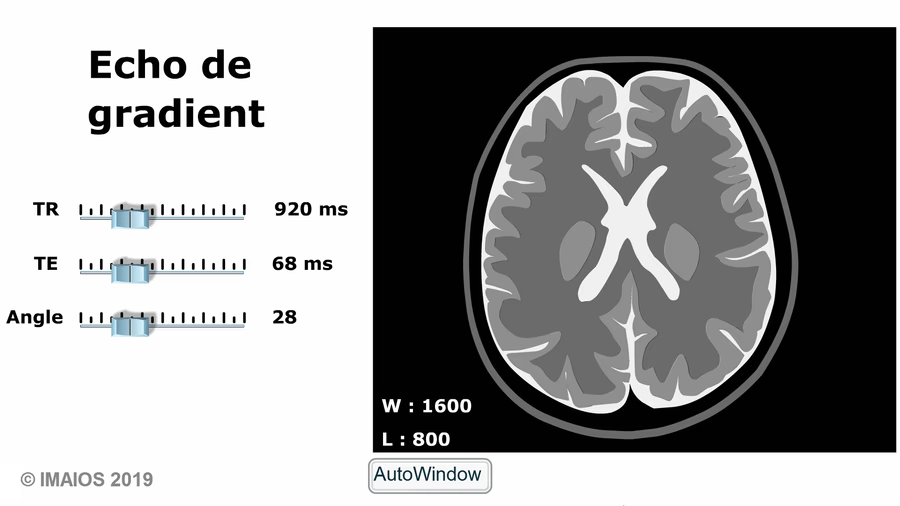 Echo de
gradient
TR 920 ms
TE 68 ms
Angle 28
W : 1600
L : 800
AutoWindow
© IMAIOS 2019